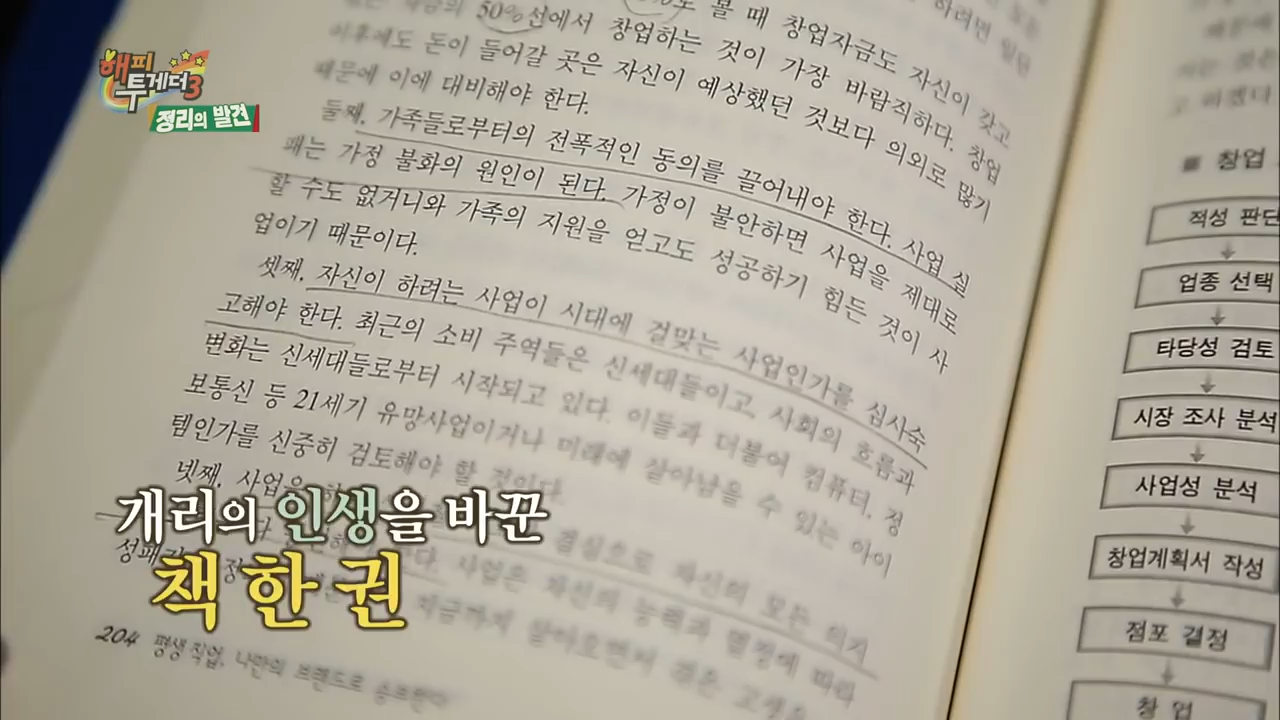 해피
투게더3
정리의 발견
50%선에서 창업하는 것이 가장 바람직하다. 창업
이후에도 돈이 들어갈 곳은 자신이 예상했던 것보다 의외로 많기
때문에 이에 대비해야 한다.
둘째, 가족들로부터의 전폭적인 동의를 끌어내야 한다. 사업 실
패는 가정 불화의 원인이 된다. 가정이 불안하면 사업을 제대로
할 수도 없거니와 가족의 지원을 얻고도 성공하기 힘든 것이 사
업이기 때문이다.
셋째, 자신이 하려는 사업이 시대에 걸맞는 사업인가를 심사숙
고해야 한다. 최근의 소비 주역들은 신세대들이고, 사회의 흐름과
변화는 신세대들로부터 시작되고 있다. 이들과 더불어 컴퓨터, 정
보통신 등 21세기 유망사업이거나 미래에 살아남을 수 있는 아이
템인가를 신중히 검토해야 할 것이다.
넷째, 사업을
개리의 인생을 바꾼
책 한 권
204 평생 직업, 나만의 브랜드로 승부한다
■ 창업
적성 판단
업종 선택
타당성 검토
시장 조사 분석
사업성 분석
창업계획서 작성
점포 결정
창 업